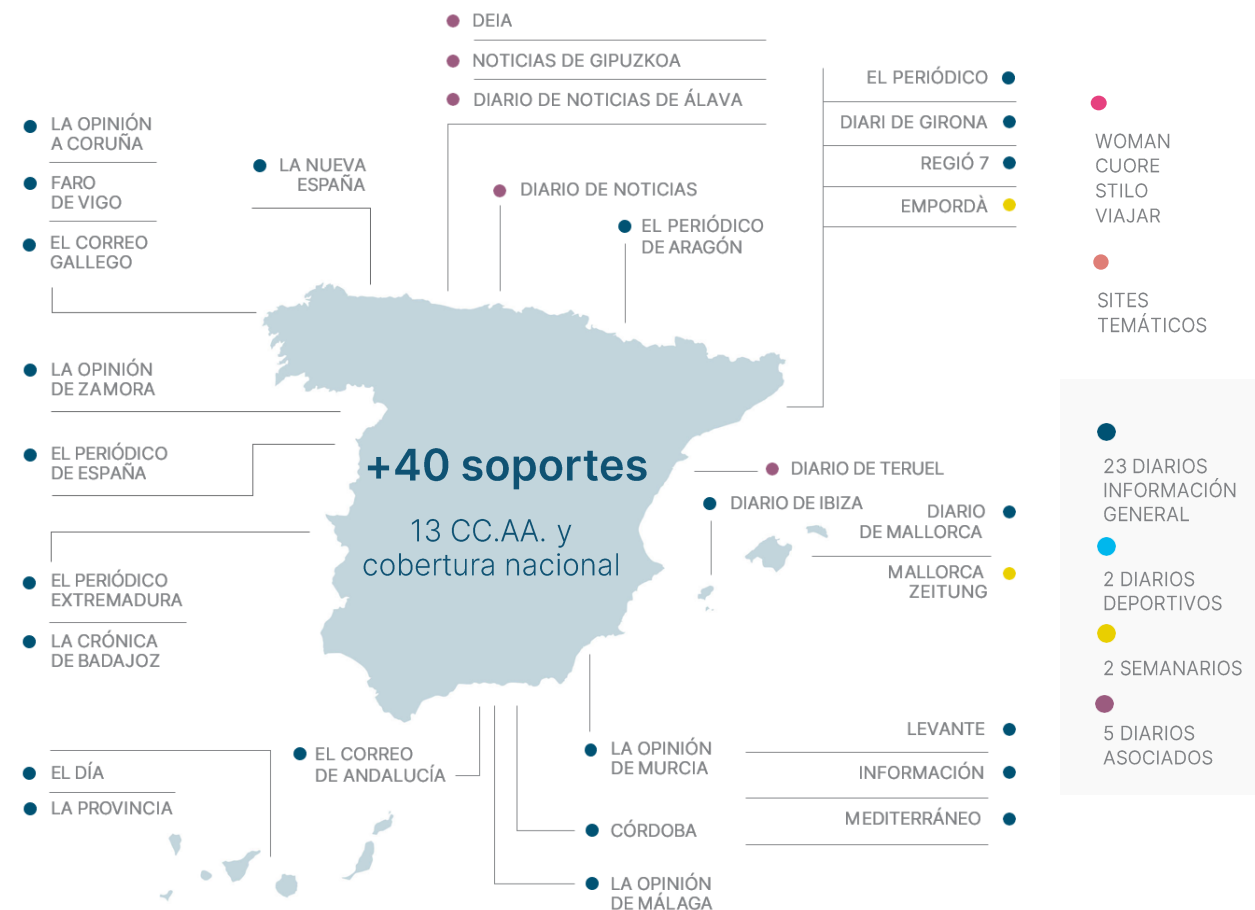 DEIA
NOTICIAS DE GIPUZKOA
DIARIO DE NOTICIAS DE ÁLAVA
LA OPINIÓN
A CORUÑA
FARO
DE VIGO
EL CORREO
GALLEGO
LA NUEVA
ESPAÑA
DIARIO DE NOTICIAS
EL PERIÓDICO
DE ARAGÓN
EL PERIÓDICO
DIARI DE GIRONA
REGIÓ 7
EMPORDÀ
WOMAN
CUORE
STILO
VIAJAR
SITES
TEMÁTICOS
LA OPINIÓN
DE ZAMORA
EL PERIÓDICO
DE ESPAÑA
+40 soportes
13 CC.AA. y
cobertura nacional
DIARIO DE TERUEL
DIARIO DE IBIZA
DIARIO
DE MALLORCA
MALLORCA
ZEITUNG
23 DIARIOS
INFORMACIÓN
GENERAL
2 DIARIOS
DEPORTIVOS
2 SEMANARIOS
5 DIARIOS
ASOCIADOS
EL PERIÓDICO
EXTREMADURA
LA CRÓNICA
DE BADAJOZ
EL DÍA
LA PROVINCIA
EL CORREO
DE ANDALUCÍA
LA OPINIÓN
DE MURCIA
CÓRDOBA
LA OPINIÓN
DE MÁLAGA
LEVANTE
INFORMACIÓN
MEDITERRÁNEO